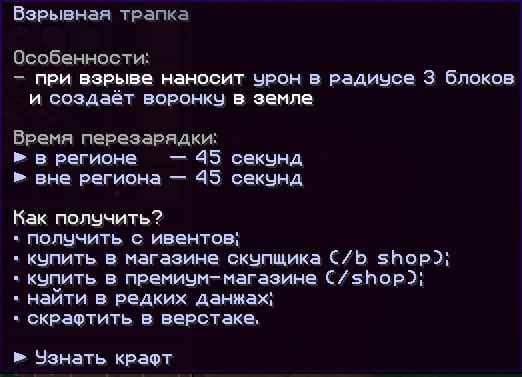 Взрывная трапка
Особенности:
- при взрыве наносит урон в радиусе 3 блоков
и создаёт воронку в земле
Время перезарядки:
► в регионе — 45 секунд
► вне региона — 45 секунд
Как получить?
• получить с ивентов;
• купить в магазине скупщика (/b shop);
• купить в премиум-магазине (/shop);
• найти в редких данжах;
• скрафтить в верстаке.
► Узнать крафт